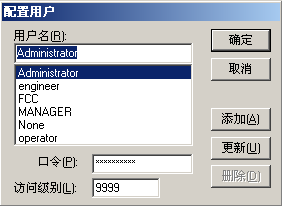 配置用户
用户名(R):
Administrator
Administrator
engineer
FCC
MANAGER
None
operator
口令(P): **********
访问级别(L): 9999
确定
取消
添加(A)
更新(U)
删除(D)